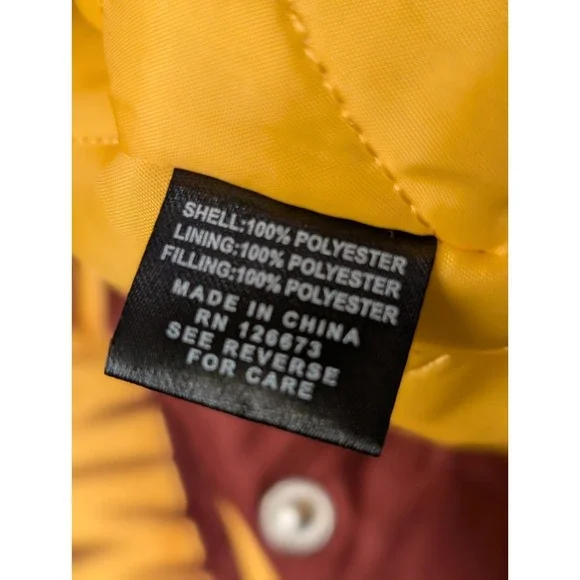 SHELL:100% POLYESTER
LINING:100% POLYESTER
FILLING:100% POLYESTER
MADE IN CHINA
RN 126673
SEE REVERSE
FOR CARE